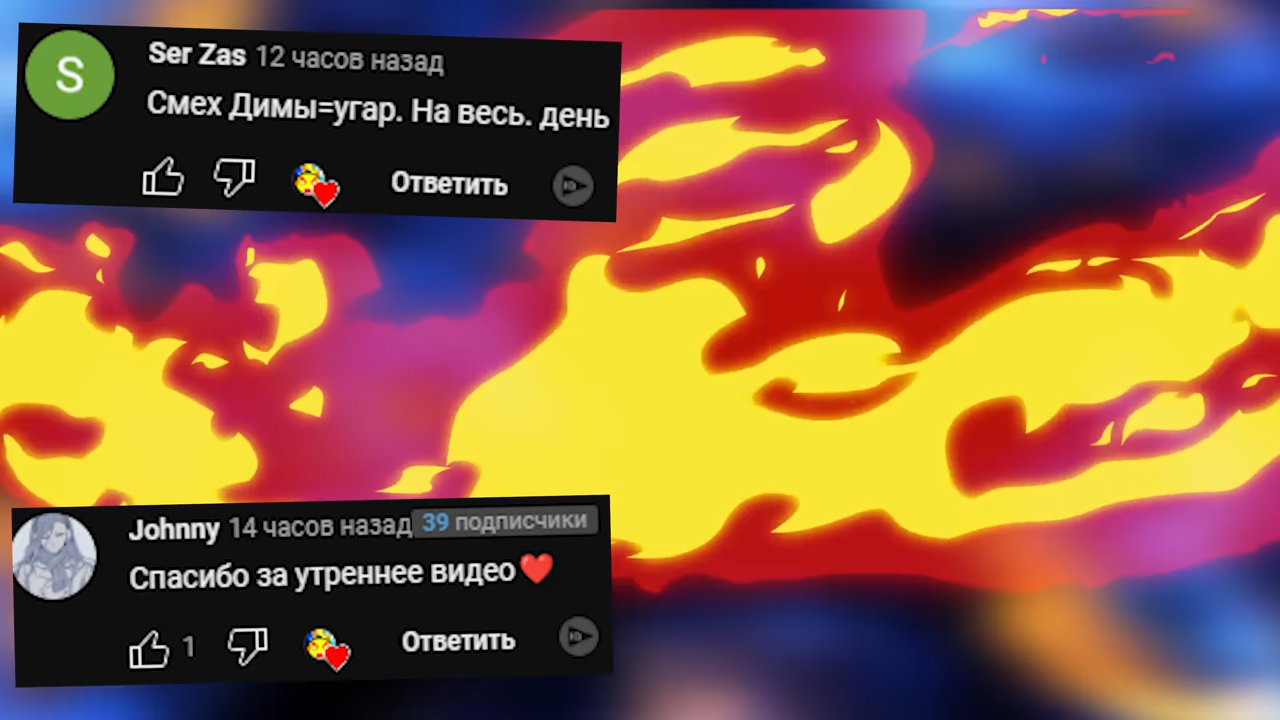 S
Ser Zas 12 часов назад
Смех Димы=угар. На весь. день
Ответить
Johnny 14 часов назад 39 подписчики
Спасибо за утреннее видео❤️
1 Ответить